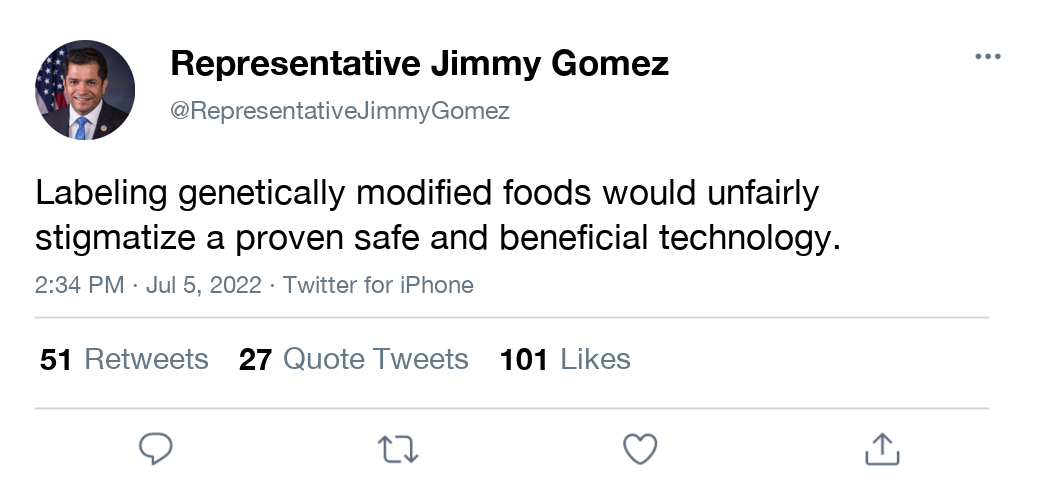 Representative Jimmy Gomez
@RepresentativeJimmyGomez
Labeling genetically modified foods would unfairly
stigmatize a proven safe and beneficial technology.
2:34 PM · Jul 5, 2022 · Twitter for iPhone
51 Retweets 27 Quote Tweets 101 Likes